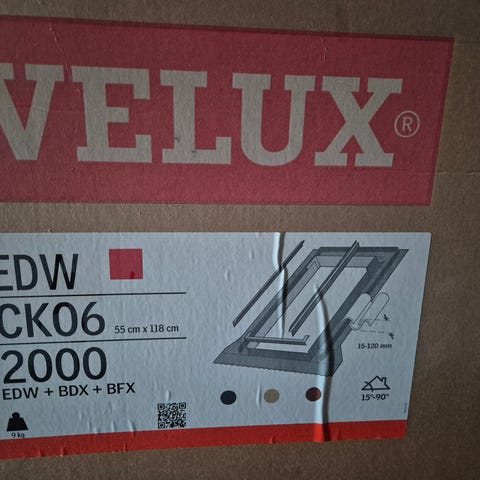 VELUX®
EDW
CK06 55 cm x 118 cm
2000
EDW + BDX + BFX
15-120 mm
9 kg
15°-90°